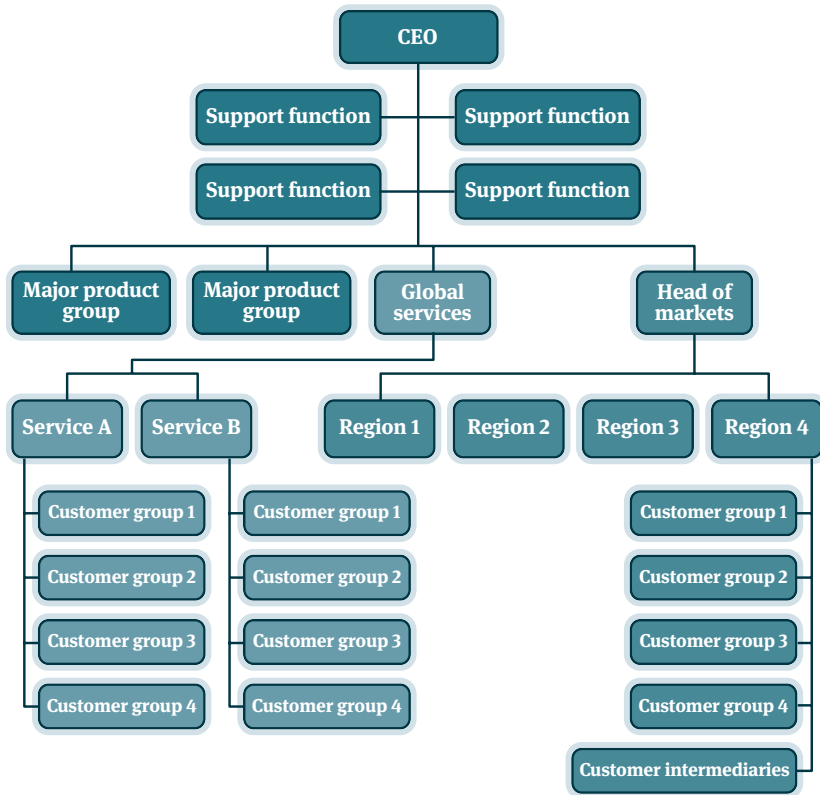 CEO
Support function
Support function
Support function
Support function
Major product
group
Major product
group
Global
services
Head of
markets
Service A
Service B
Region 1
Region 2
Region 3
Region 4
Customer group 1
Customer group 1
Customer group 1
Customer group 2
Customer group 2
Customer group 2
Customer group 3
Customer group 3
Customer group 3
Customer group 4
Customer group 4
Customer group 4
Customer intermediaries